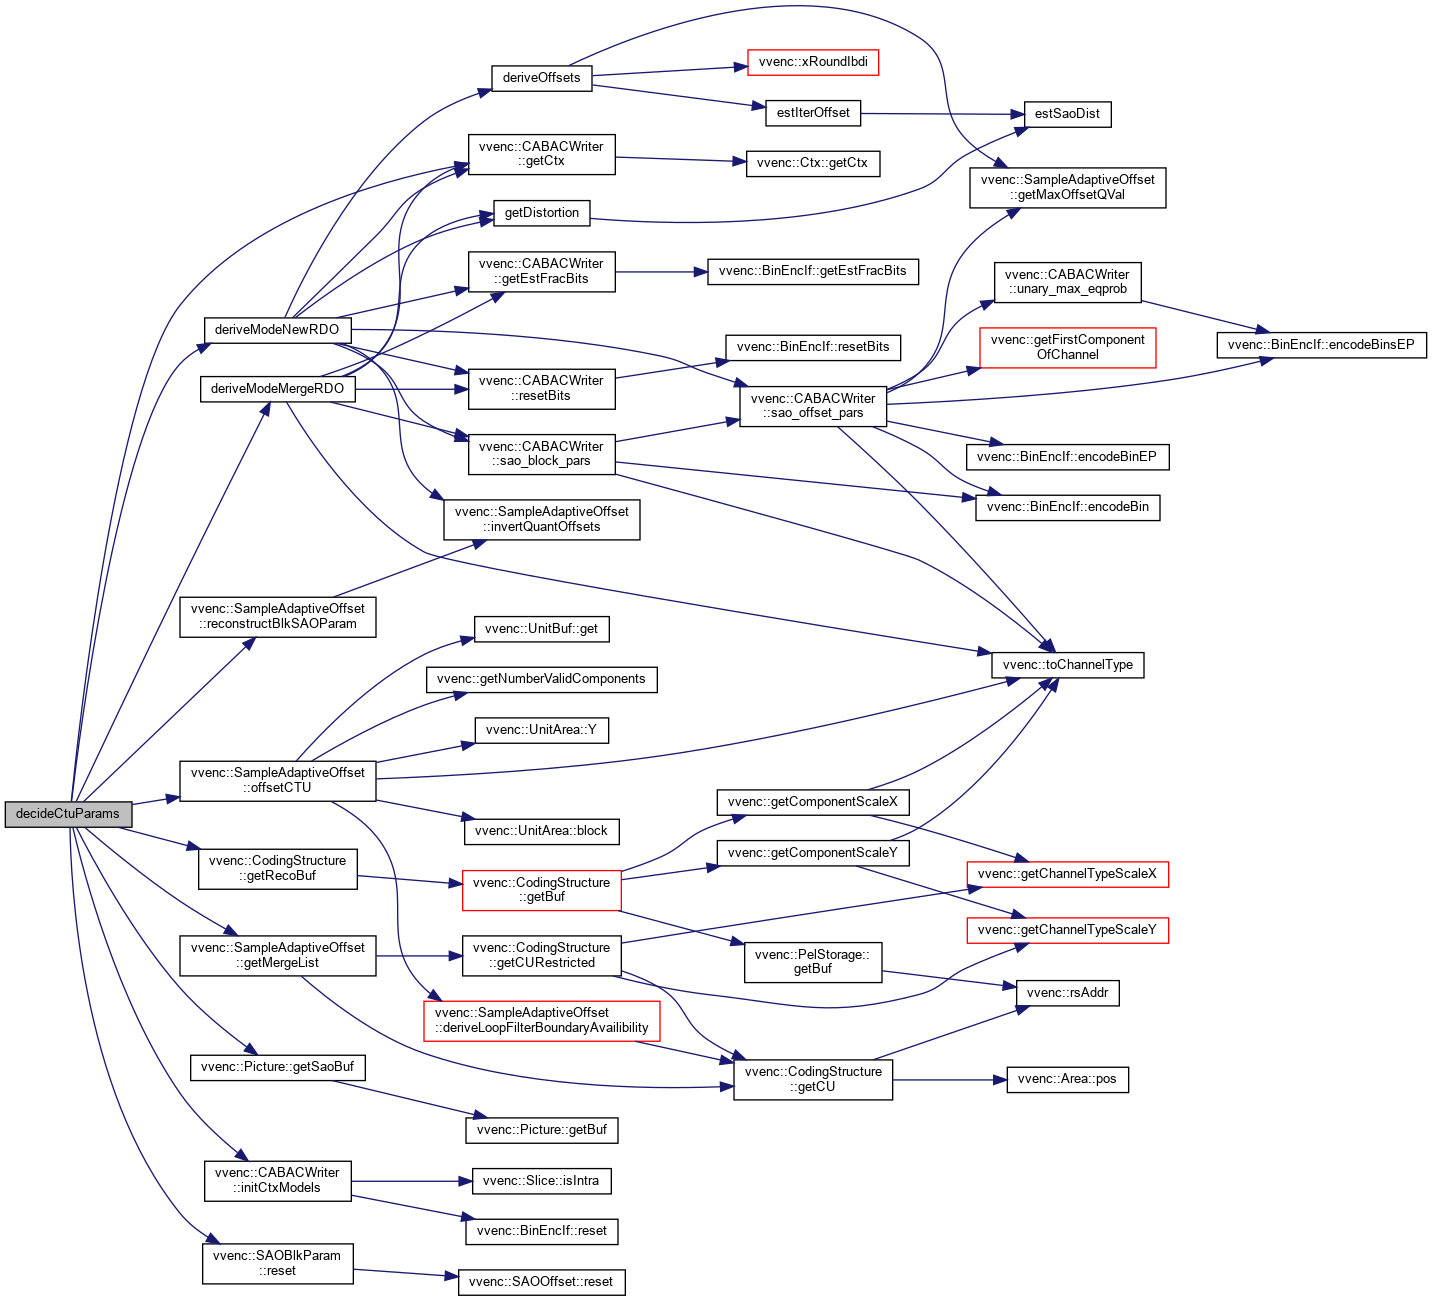 deriveOffsets
vvenc::xRoundIbdi
estIterOffset
estSaoDist
vvenc::CABACWriter
::getCtx
vvenc::Ctx::getCtx
vvenc::SampleAdaptiveOffset
::getMaxOffsetQVal
getDistortion
vvenc::CABACWriter
::getEstFracBits
vvenc::BinEncIf::getEstFracBits
vvenc::CABACWriter
::unary_max_eqprob
deriveModeNewRDO
vvenc::BinEncIf::resetBits
vvenc::getFirstComponent
OfChannel
vvenc::BinEncIf::encodeBinsEP
deriveModeMergeRDO
vvenc::CABACWriter
::resetBits
vvenc::CABACWriter
::sao_offset_pars
vvenc::CABACWriter
::sao_block_pars
vvenc::BinEncIf::encodeBinEP
vvenc::SampleAdaptiveOffset
::invertQuantOffsets
vvenc::BinEncIf::encodeBin
vvenc::SampleAdaptiveOffset
::reconstructBlkSAOParam
vvenc::UnitBuf::get
vvenc::toChannelType
vvenc::getNumberValidComponents
vvenc::UnitArea::Y
vvenc::SampleAdaptiveOffset
::offsetCTU
decideCtuParams
vvenc::getComponentScaleX
vvenc::UnitArea::block
vvenc::getComponentScaleY
vvenc::CodingStructure
::getRecoBuf
vvenc::CodingStructure
::getBuf
vvenc::getChannelTypeScaleX
vvenc::getChannelTypeScaleY
vvenc::SampleAdaptiveOffset
::getMergeList
vvenc::CodingStructure
::getCURestricted
vvenc::PelStorage::
getBuf
vvenc::rsAddr
vvenc::SampleAdaptiveOffset
::deriveLoopFilterBoundaryAvailibility
vvenc::Picture::getSaoBuf
vvenc::CodingStructure
::getCU
vvenc::Area::pos
vvenc::Picture::getBuf
vvenc::CABACWriter
::initCtxModels
vvenc::Slice::isIntra
vvenc::BinEncIf::reset
vvenc::SAOBlkParam
::reset
vvenc::SAOOffset::reset